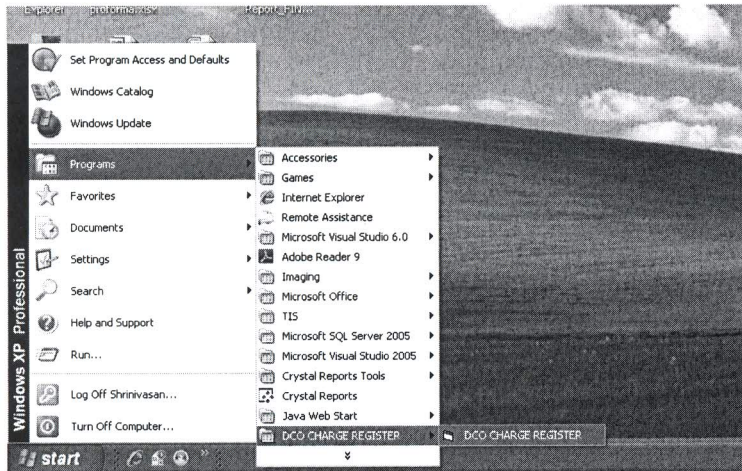 Explorer proforma.xlsx
Set Program Access and Defaults
Windows Catalog
Windows Update
Programs
Favorites
Documents
Settings
Search
Help and Support
Run...
Log Off Shrinivasan...
Turn Off Computer...
Windows XP Professional
Accessories
Games
Internet Explorer
Remote Assistance
Microsoft Visual Studio 6.0
Adobe Reader 9
Imaging
Microsoft Office
TIS
Microsoft SQL Server 2005
Microsoft Visual Studio 2005
Crystal Reports Tools
Crystal Reports
Java Web Start
DCO CHARGE REGISTER
DCO CHARGE REGISTER
start